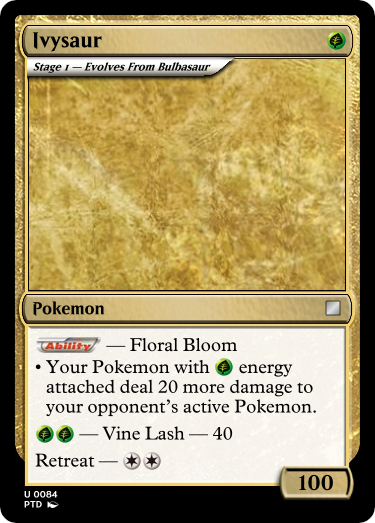 Ivysaur
Stage 1 — Evolves From Bulbasaur
Pokemon
Ability — Floral Bloom
• Your Pokemon with energy
attached deal 20 more damage to
your opponent's active Pokemon.
— Vine Lash — 40
Retreat —
100
U 0084
PTD